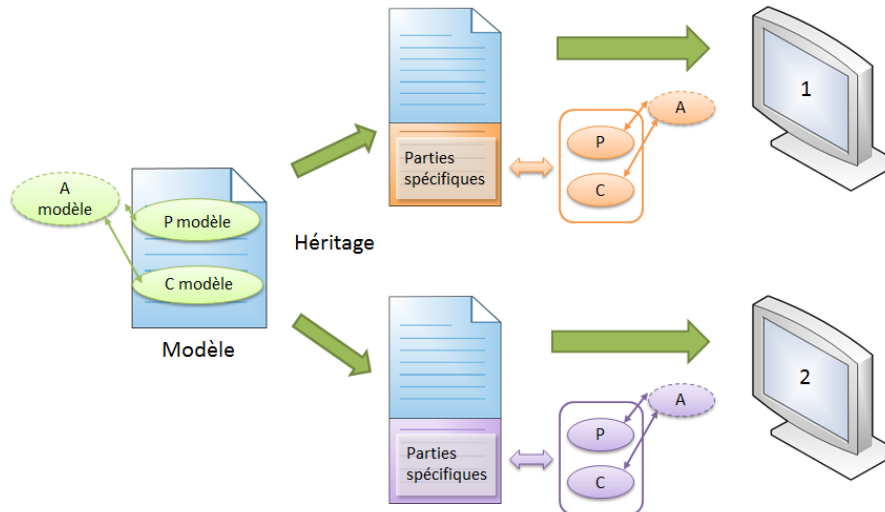 A
modèle
P modèle
C modèle
Modèle
Héritage
Parties
spécifiques
P
C
A
1
Parties
spécifiques
P
C
A
2